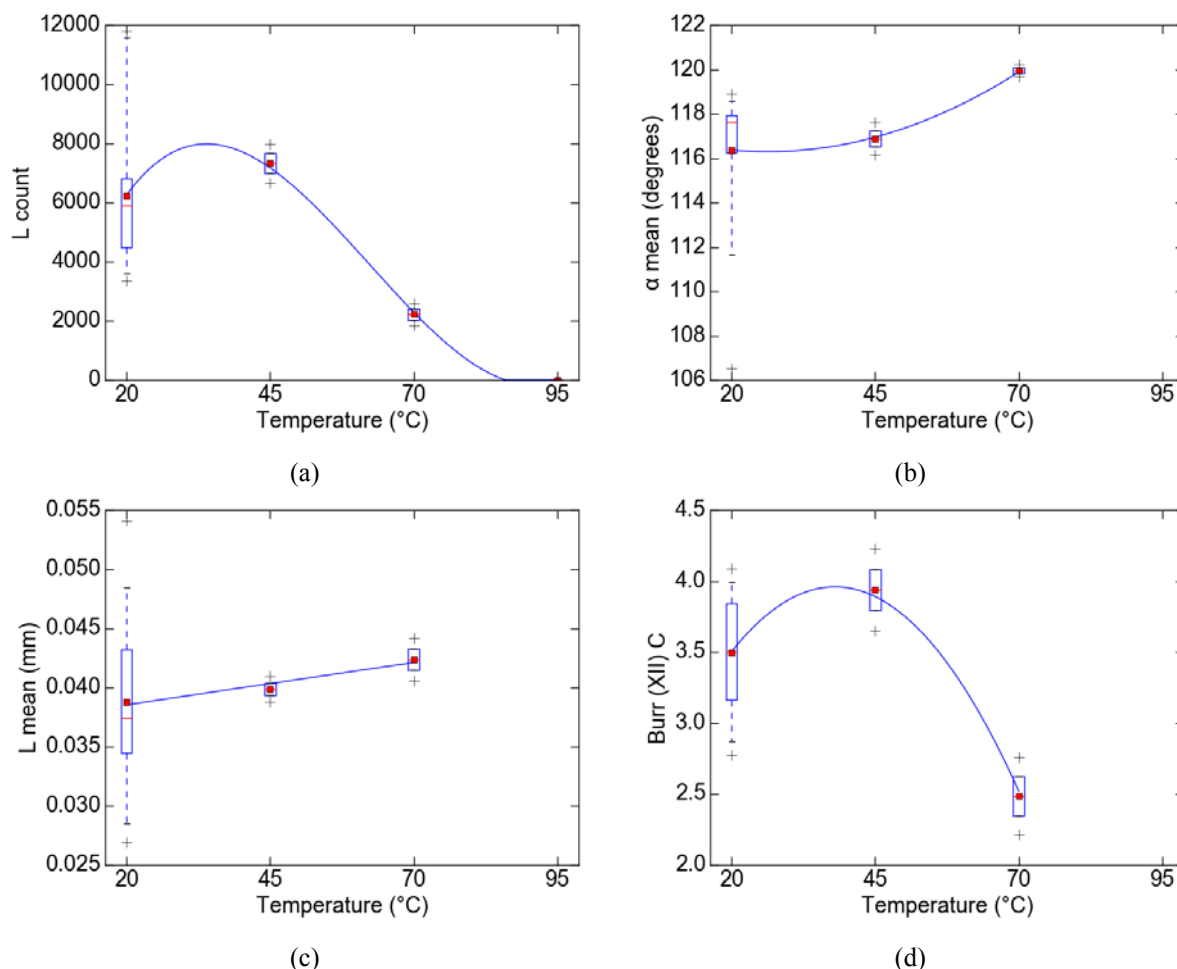 12000
10000
8000
6000
4000
2000
0
L count
20 45 70 95
Temperature (°C)
(a)
122
120
118
116
114
112
110
108
106
α mean (degrees)
20 45 70 95
Temperature (°C)
(b)
0.055
0.050
0.045
0.040
0.035
0.030
0.025
L mean (mm)
20 45 70 95
Temperature (°C)
(c)
4.5
4.0
3.5
3.0
2.5
2.0
Burr (XII) C
20 45 70 95
Temperature (°C)
(d)